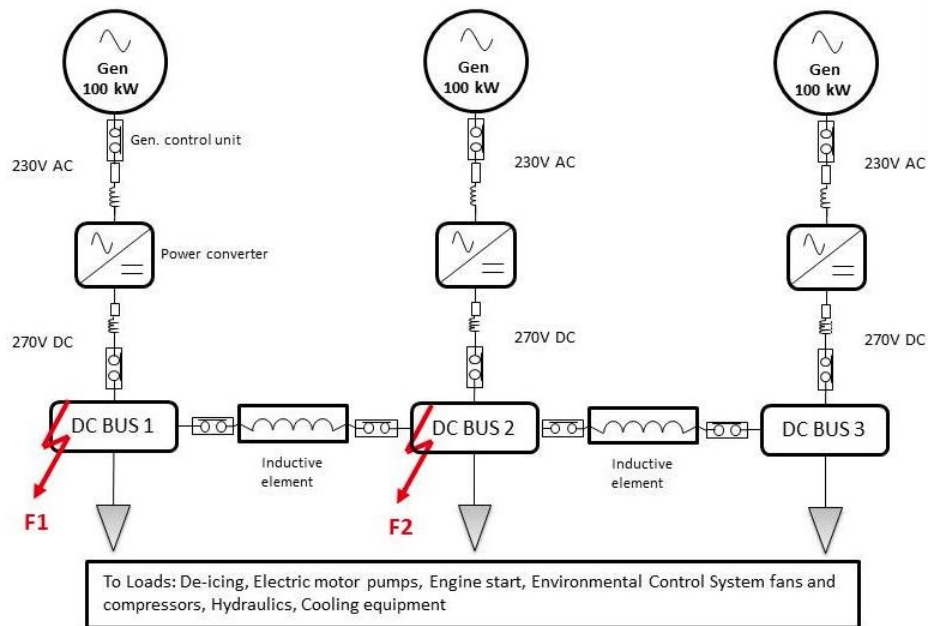 Gen
100 kW
Gen
100 kW
Gen
100 kW
Gen. control unit
230V AC
230V AC
230V AC
Power converter
270V DC
270V DC
270V DC
DC BUS 1
DC BUS 2
DC BUS 3
Inductive
element
Inductive
element
F1
F2
To Loads: De-icing, Electric motor pumps, Engine start, Environmental Control System fans and
compressors, Hydraulics, Cooling equipment